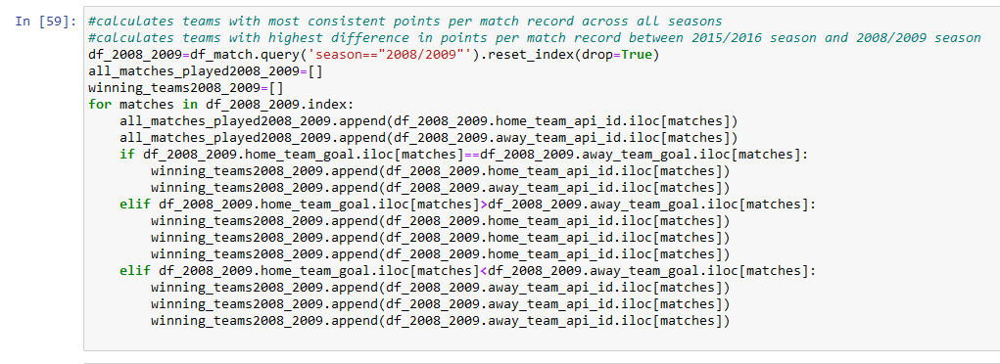 In [59]: #calculates teams with most consistent points per match record across all seasons
#calculates teams with highest difference in points per match record between 2015/2016 season and 2008/2009 season
df_2008_2009=df_match.query('season=="2008/2009"').reset_index(drop=True)
all_matches_played2008_2009=[]
winning_teams2008_2009=[]
for matches in df_2008_2009.index:
    all_matches_played2008_2009.append(df_2008_2009.home_team_api_id.iloc[matches])
    all_matches_played2008_2009.append(df_2008_2009.away_team_api_id.iloc[matches])
    if df_2008_2009.home_team_goal.iloc[matches]==df_2008_2009.away_team_goal.iloc[matches]:
        winning_teams2008_2009.append(df_2008_2009.home_team_api_id.iloc[matches])
        winning_teams2008_2009.append(df_2008_2009.away_team_api_id.iloc[matches])
    elif df_2008_2009.home_team_goal.iloc[matches]>df_2008_2009.away_team_goal.iloc[matches]:
        winning_teams2008_2009.append(df_2008_2009.home_team_api_id.iloc[matches])
        winning_teams2008_2009.append(df_2008_2009.home_team_api_id.iloc[matches])
        winning_teams2008_2009.append(df_2008_2009.home_team_api_id.iloc[matches])
    elif df_2008_2009.home_team_goal.iloc[matches]<df_2008_2009.away_team_goal.iloc[matches]:
        winning_teams2008_2009.append(df_2008_2009.away_team_api_id.iloc[matches])
        winning_teams2008_2009.append(df_2008_2009.away_team_api_id.iloc[matches])
        winning_teams2008_2009.append(df_2008_2009.away_team_api_id.iloc[matches])